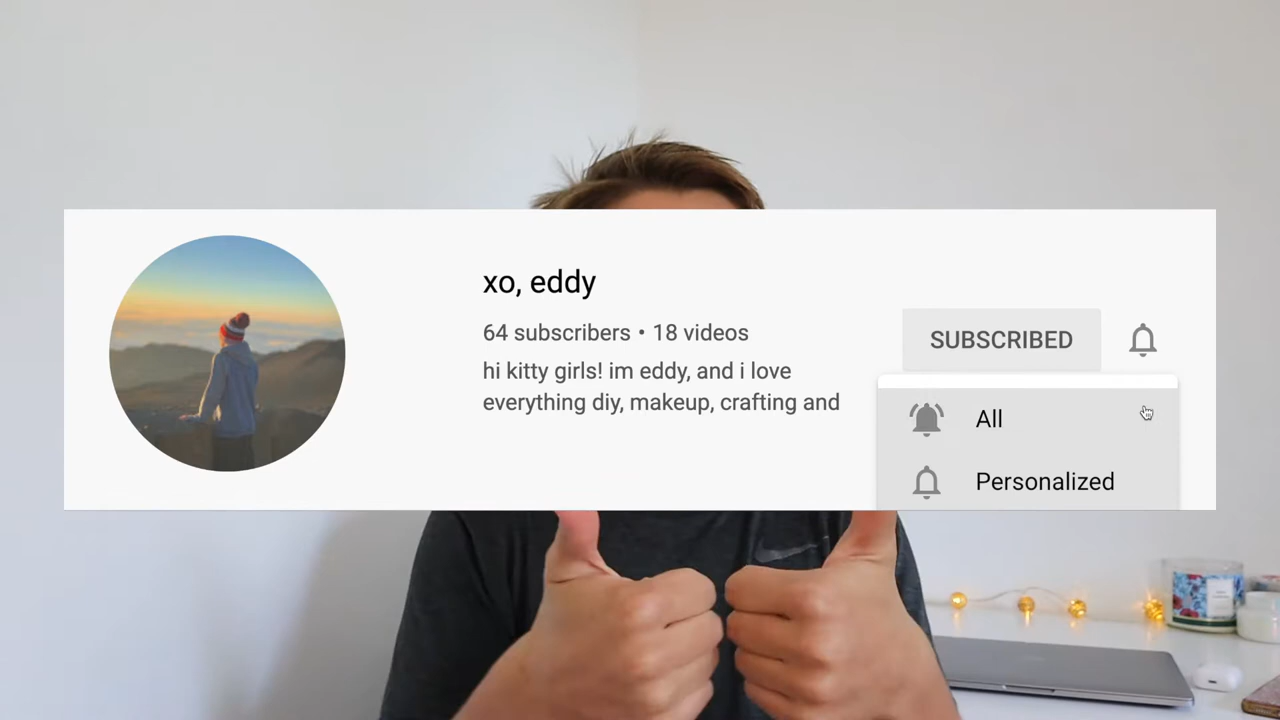 xo, eddy
64 subscribers • 18 videos
hi kitty girls! im eddy, and i love
everything diy, makeup, crafting and
SUBSCRIBED
All
Personalized